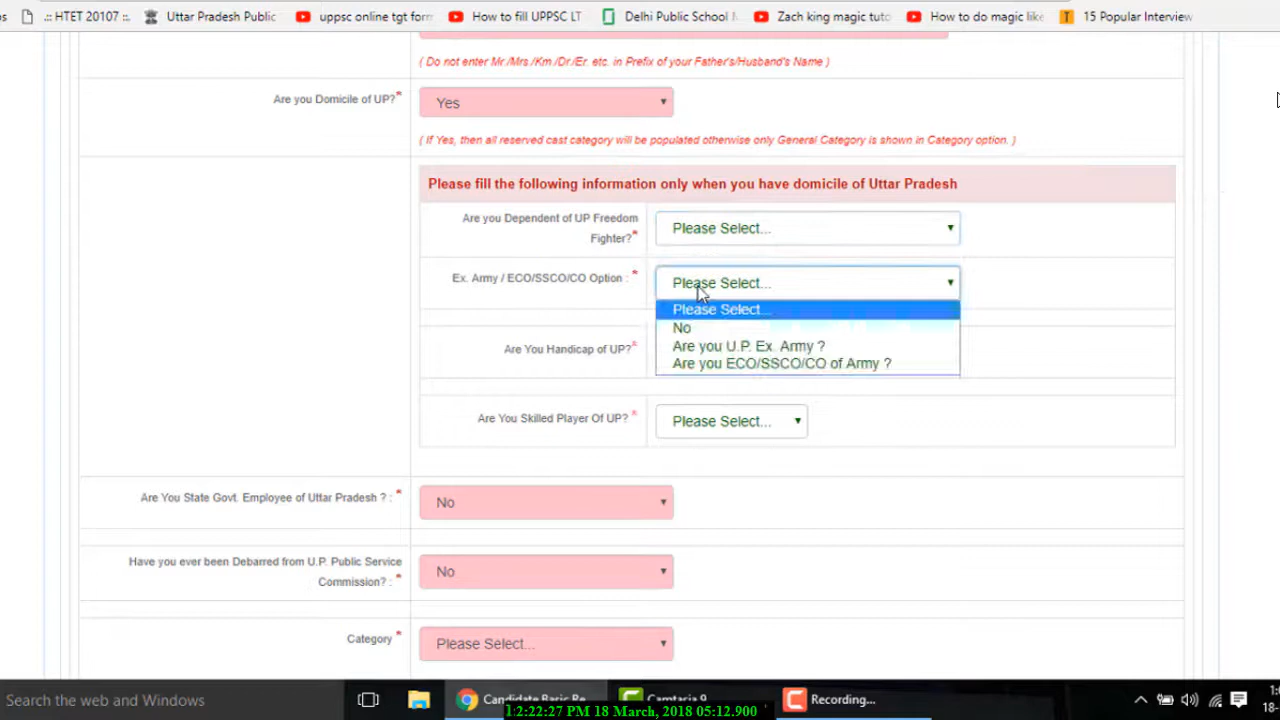 s .:: HTET 20107 ::. Uttar Pradesh Public uppsc online tgt form How to fill UPPSC LT Delhi Public School Zach king magic tuto How to do magic like T 15 Popular Interview
( Do not enter Mr./Mrs./Km./Dr./Er. etc. in Prefix of your Father's/Husband's Name )
Are you Domicile of UP?* Yes
( If Yes, then all reserved cast category will be populated otherwise only General Category is shown in Category option. )
Please fill the following information only when you have domicile of Uttar Pradesh
Are you Dependent of UP Freedom
Fighter?* Please Select...
Ex. Army / ECO/SSCO/CO Option : * Please Select...
Please Select...
No
Are you U.P. Ex. Army ?
Are you ECO/SSCO/CO of Army ?
Are You Handicap of UP?*
Are You Skilled Player Of UP? * Please Select...
Are You State Govt. Employee of Uttar Pradesh ? : * No
Have you ever been Debarred from U.P. Public Service
Commission? : * No
Category * Please Select...
Search the web and Windows Candidate Basic Re Camtasia 9 Recording...
12:22:27 PM 18 March, 2018 05:12.900